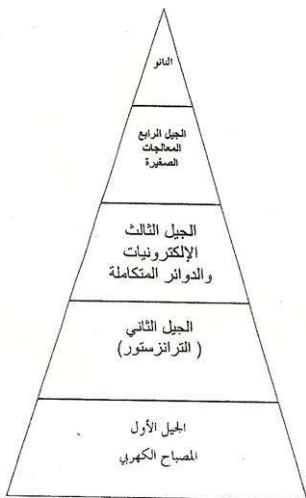 النانو
الجيل الرابع
المعالجات
الصغيرة
الجيل الثالث
الإلكترونيات
والدوائر المتكاملة
الجيل الثاني
( الترانزستور)
الجيل الأول
المصباح الكهربي